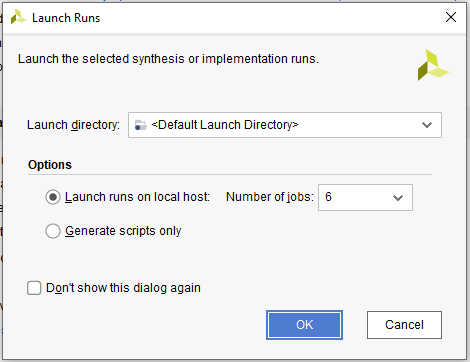 Launch Runs
Launch the selected synthesis or implementation runs.
Launch directory: <Default Launch Directory>
Options
Launch runs on local host: Number of jobs: 6
Generate scripts only
Don't show this dialog again
OK Cancel